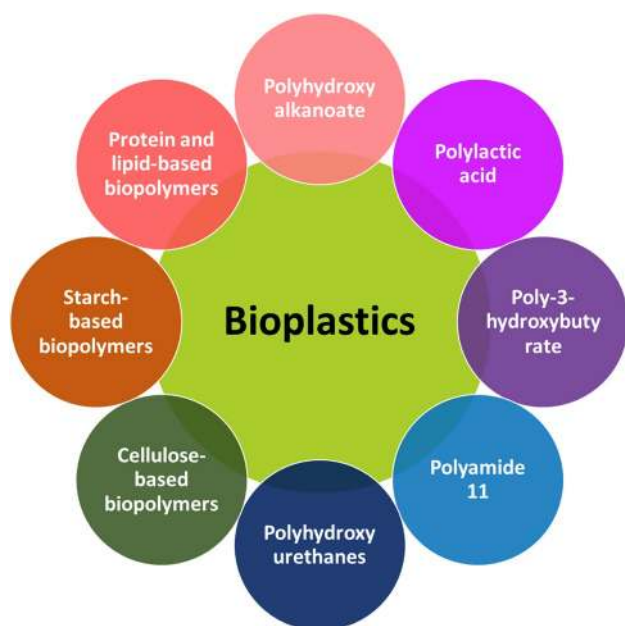 Polyhydroxy
alkanoate
Polylactic
acid
Poly-3-
hydroxybuty
rate
Polyamide
11
Polyhydroxy
urethanes
Cellulose-
based
biopolymers
Starch-
based
biopolymers
Protein and
lipid-based
biopolymers
Bioplastics